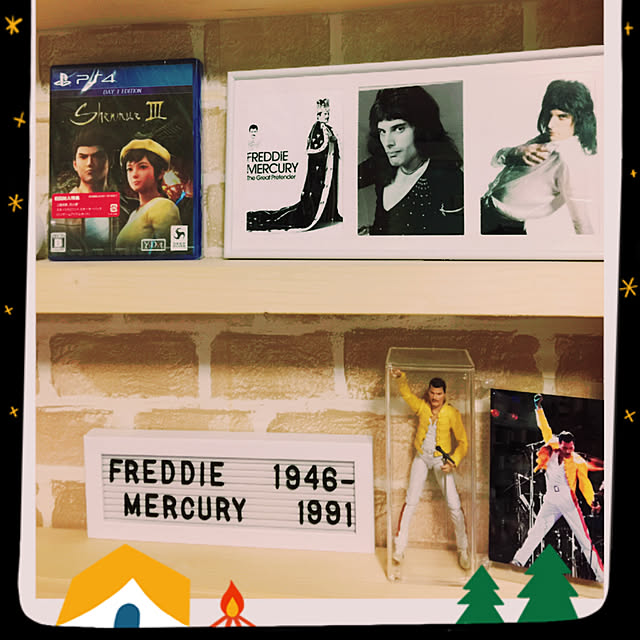 PS4
DAY 1 EDITION
Shenmue III
FREDDIE
MERCURY
The Great Pretender
FREDDIE 1946-
MERCURY 1991